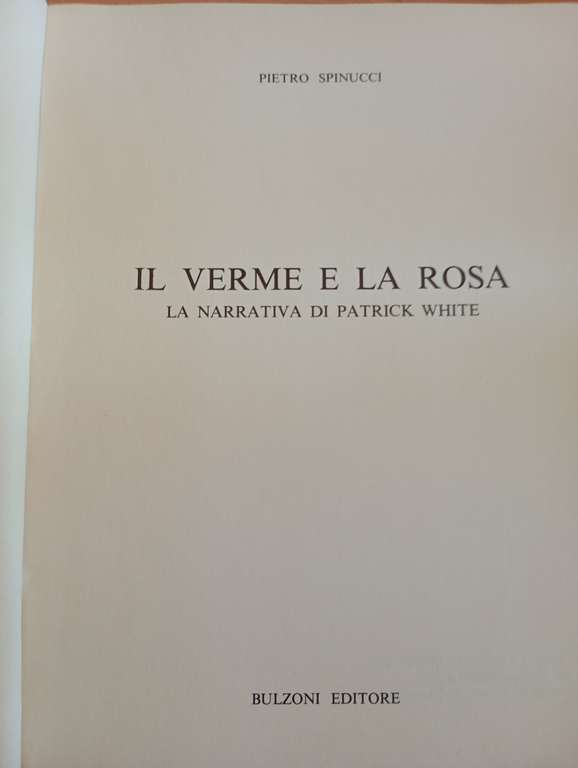 PIETRO SPINUCCI
IL VERME E LA ROSA
LA NARRATIVA DI PATRICK WHITE
BULZONI EDITORE